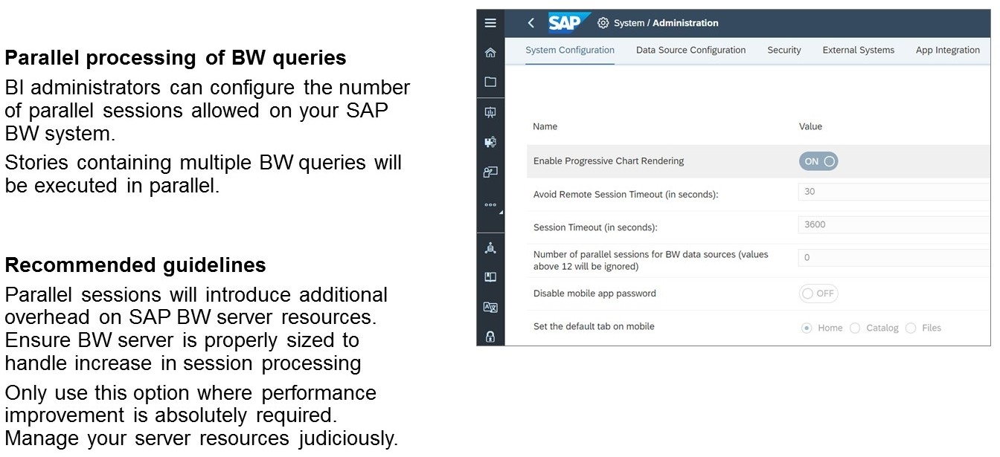 Parallel processing of BW queries
BI administrators can configure the number
of parallel sessions allowed on your SAP
BW system.
Stories containing multiple BW queries will
be executed in parallel.
Recommended guidelines
Parallel sessions will introduce additional
overhead on SAP BW server resources.
Ensure BW server is properly sized to
handle increase in session processing
Only use this option where performance
improvement is absolutely required.
Manage your server resources judiciously.
SAP System / Administration
System Configuration Data Source Configuration Security External Systems App Integration
Name Value
Enable Progressive Chart Rendering ON
Avoid Remote Session Timeout (in seconds): 30
Session Timeout (in seconds): 3600
Number of parallel sessions for BW data sources (values
above 12 will be ignored) 0
Disable mobile app password OFF
Set the default tab on mobile Home Catalog Files